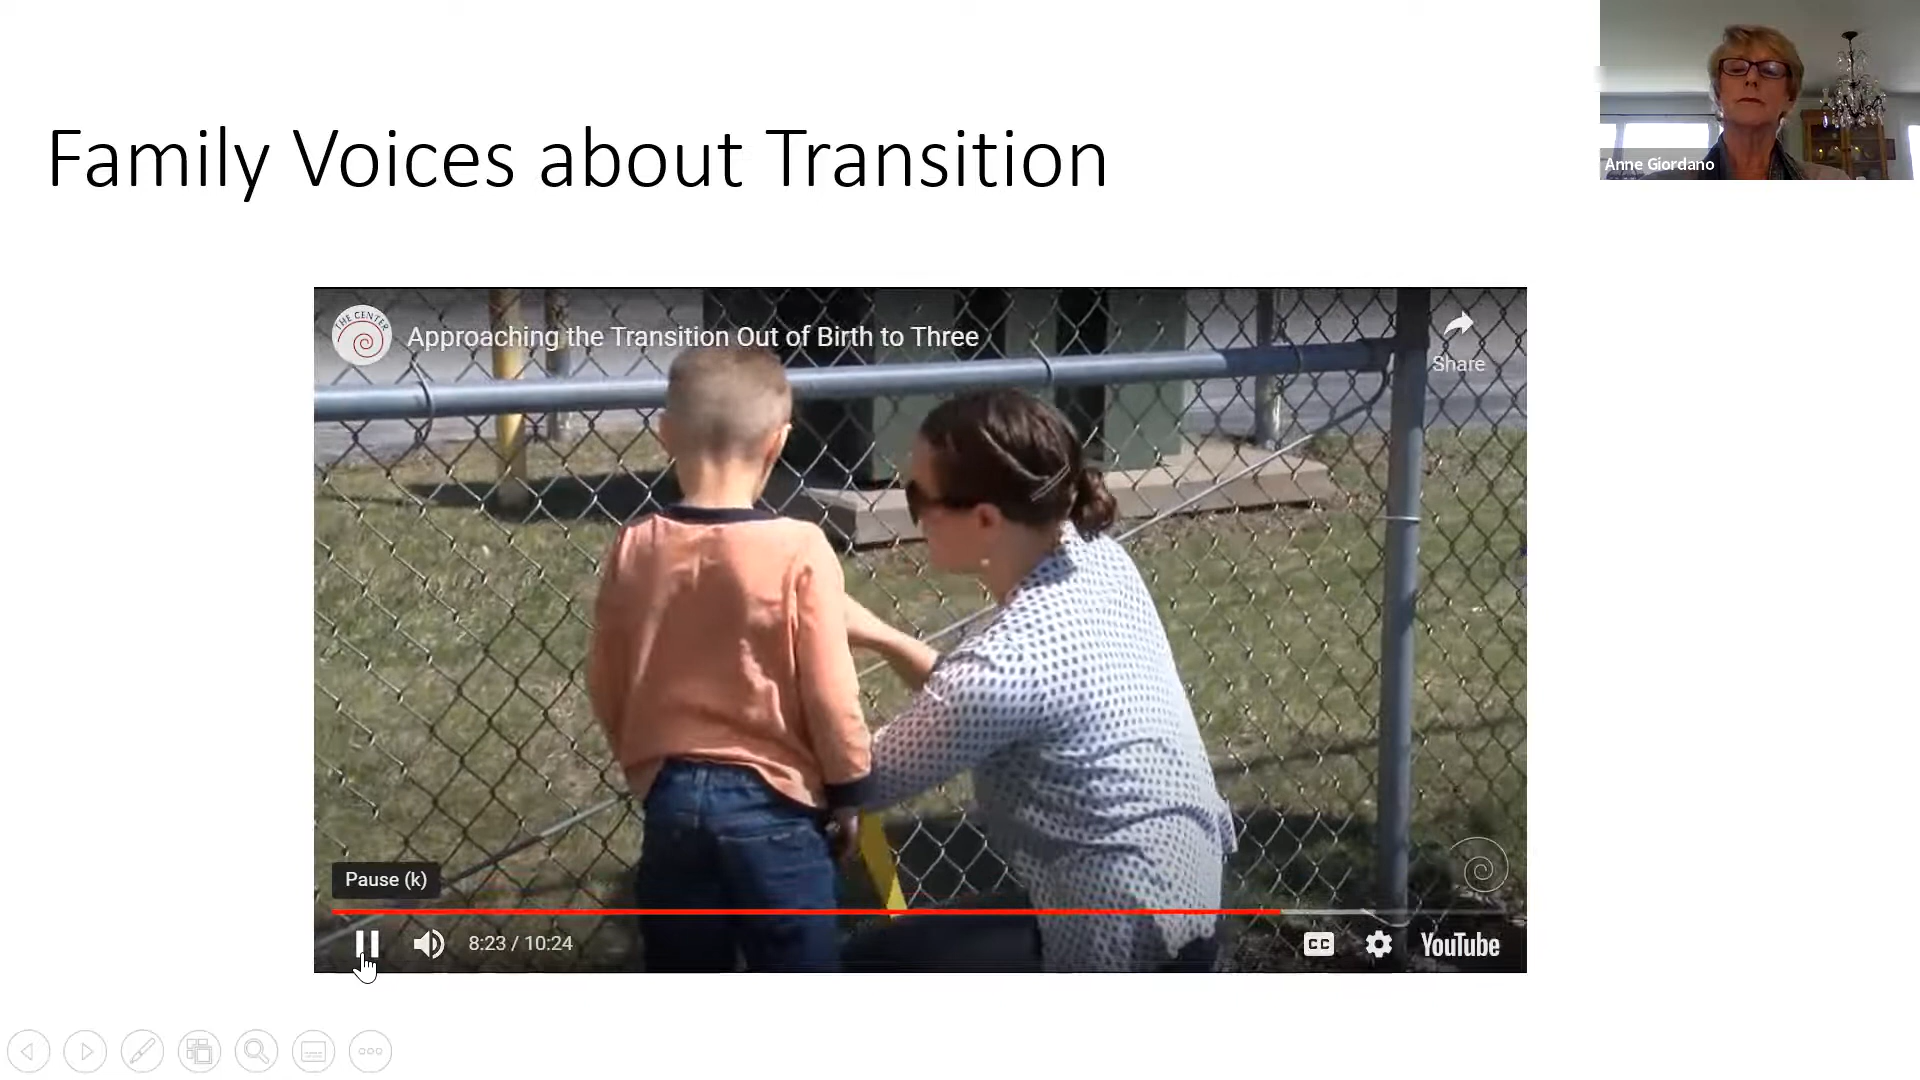 Family Voices about Transition
Anne Giordano
THE CENTER
Approaching the Transition Out of Birth to Three
Share
Pause (k)
8:23 / 10:24
CC
YouTube